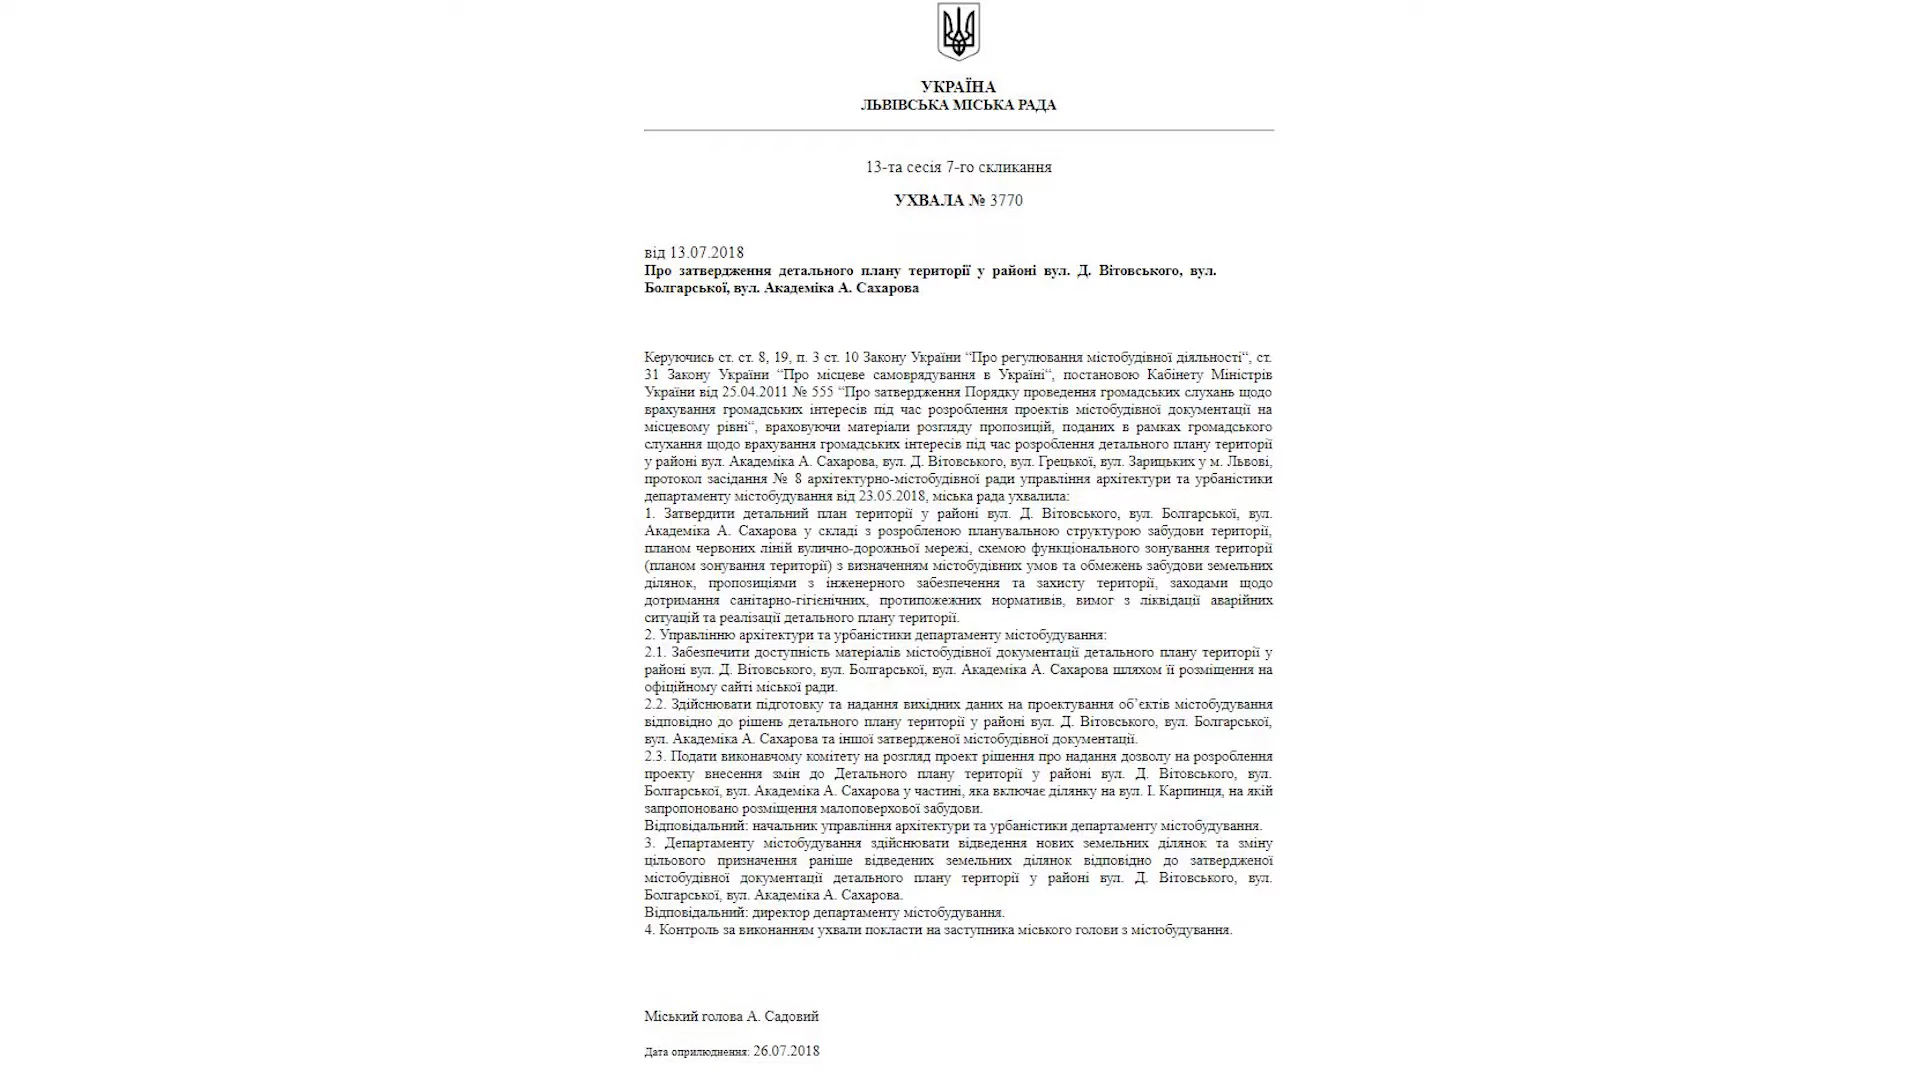 УКРАЇНА
ЛЬВІВСЬКА МІСЬКА РАДА
13-та сесія 7-го скликання
УХВАЛА № 3770
від 13.07.2018
Про затвердження детального плану території у районі вул. Д. Вітовського, вул.
Болгарської, вул. Академіка А. Сахарова
Керуючись ст. ст. 8, 19, п. 3 ст. 10 Закону України “Про регулювання містобудівної діяльності“, ст.
31 Закону України “Про місцеве самоврядування в Україні“, постановою Кабінету Міністрів
України від 25.04.2011 № 555 “Про затвердження Порядку проведення громадських слухань щодо
врахування громадських інтересів під час розроблення проектів містобудівної документації на
місцевому рівні“, враховуючи матеріали розгляду пропозицій, поданих в рамках громадського
слухання щодо врахування громадських інтересів під час розроблення детального плану території
у районі вул. Академіка А. Сахарова, вул. Д. Вітовського, вул. Грецької, вул. Зарицьких у м. Львові,
протокол засідання № 8 архітектурно-містобудівної ради управління архітектури та урбаністики
департаменту містобудування від 23.05.2018, міська рада ухвалила:
1. Затвердити детальний план території у районі вул. Д. Вітовського, вул. Болгарської, вул.
Академіка А. Сахарова у складі з розробленою планувальною структурою забудови території,
планом червоних ліній вулично-дорожньої мережі, схемою функціонального зонування території
(планом зонування території) з визначенням містобудівних умов та обмежень забудови земельних
ділянок, пропозиціями з інженерного забезпечення та захисту території, заходами щодо
дотримання санітарно-гігієнічних, протипожежних нормативів, вимог з ліквідації аварійних
ситуацій та реалізації детального плану території.
2. Управлінню архітектури та урбаністики департаменту містобудування:
2.1. Забезпечити доступність матеріалів містобудівної документації детального плану території у
районі вул. Д. Вітовського, вул. Болгарської, вул. Академіка А. Сахарова шляхом її розміщення на
офіційному сайті міської ради.
2.2. Здійснювати підготовку та надання вихідних даних на проектування об’єктів містобудування
відповідно до рішень детального плану території у районі вул. Д. Вітовського, вул. Болгарської,
вул. Академіка А. Сахарова та іншої затвердженої містобудівної документації.
2.3. Подати виконавчому комітету на розгляд проект рішення про надання дозволу на розроблення
проекту внесення змін до Детального плану території у районі вул. Д. Вітовського, вул.
Болгарської, вул. Академіка А. Сахарова у частині, яка включає ділянку на вул. І. Карпинця, на якій
запропоновано розміщення малоповерхової забудови.
Відповідальний: начальник управління архітектури та урбаністики департаменту містобудування.
3. Департаменту містобудування здійснювати відведення нових земельних ділянок та зміну
цільового призначення раніше відведених земельних ділянок відповідно до затвердженої
містобудівної документації детального плану території у районі вул. Д. Вітовського, вул.
Болгарської, вул. Академіка А. Сахарова.
Відповідальний: директор департаменту містобудування.
4. Контроль за виконанням ухвали покласти на заступника міського голови з містобудування.
Міський голова А. Садовий
Дата оприлюднення: 26.07.2018